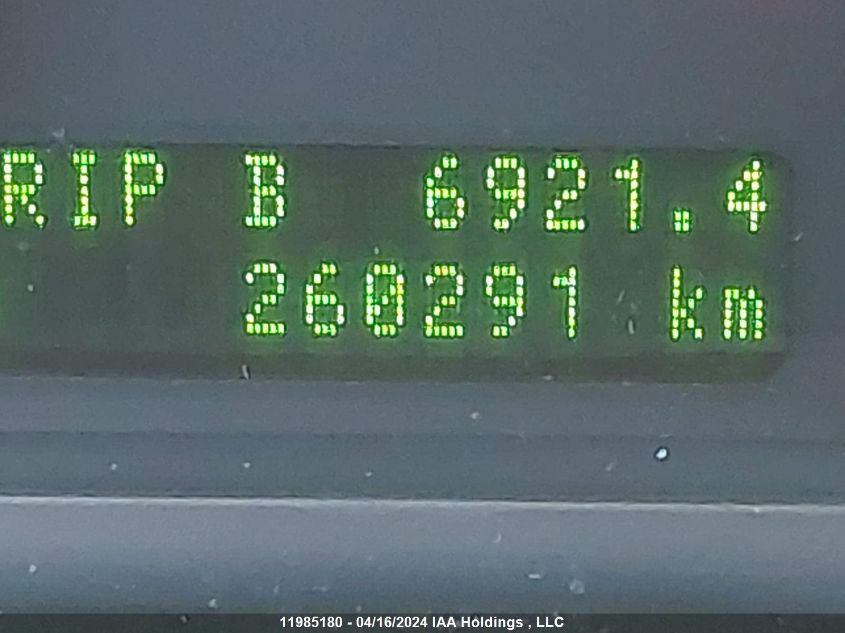 RIP B 6921.4
260291 km
11985180 - 04/16/2024 IAA Holdings , LLC